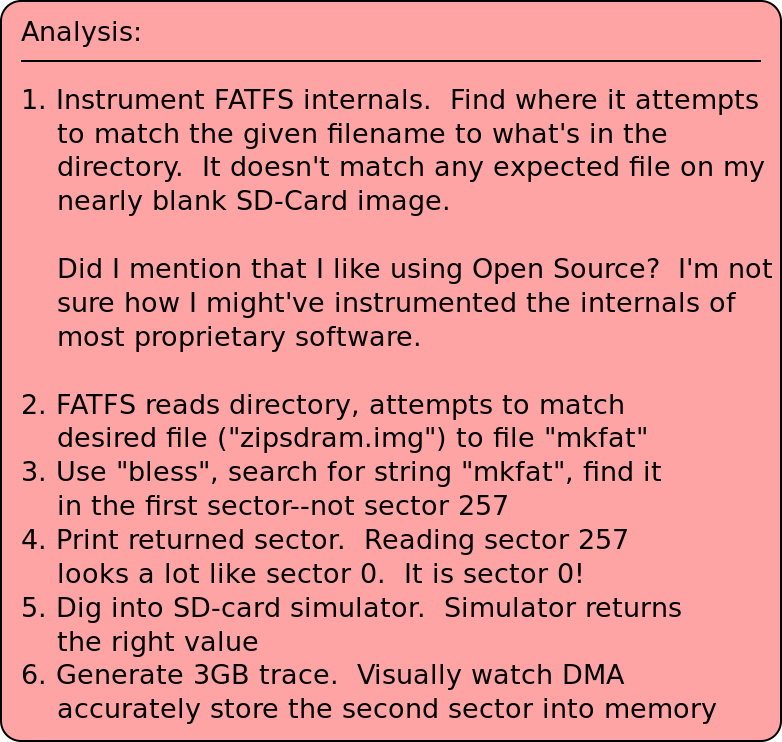 Analysis:
1. Instrument FATFS internals.  Find where it attempts
to match the given filename to what's in the
directory.  It doesn't match any expected file on my
nearly blank SD-Card image.
Did I mention that I like using Open Source?  I'm not
sure how I might've instrumented the internals of
most proprietary software.
2. FATFS reads directory, attempts to match
desired file ("zipsdram.img") to file "mkfat"
3. Use "bless", search for string "mkfat", find it
in the first sector--not sector 257
4. Print returned sector.  Reading sector 257
looks a lot like sector 0.  It is sector 0!
5. Dig into SD-card simulator.  Simulator returns
the right value
6. Generate 3GB trace.  Visually watch DMA
accurately store the second sector into memory